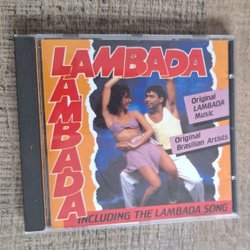 LAMBADA
LAMBADA
Original
LAMBADA
Music
Original
Brasilian Artists
INCLUDING THE LAMBADA SONG